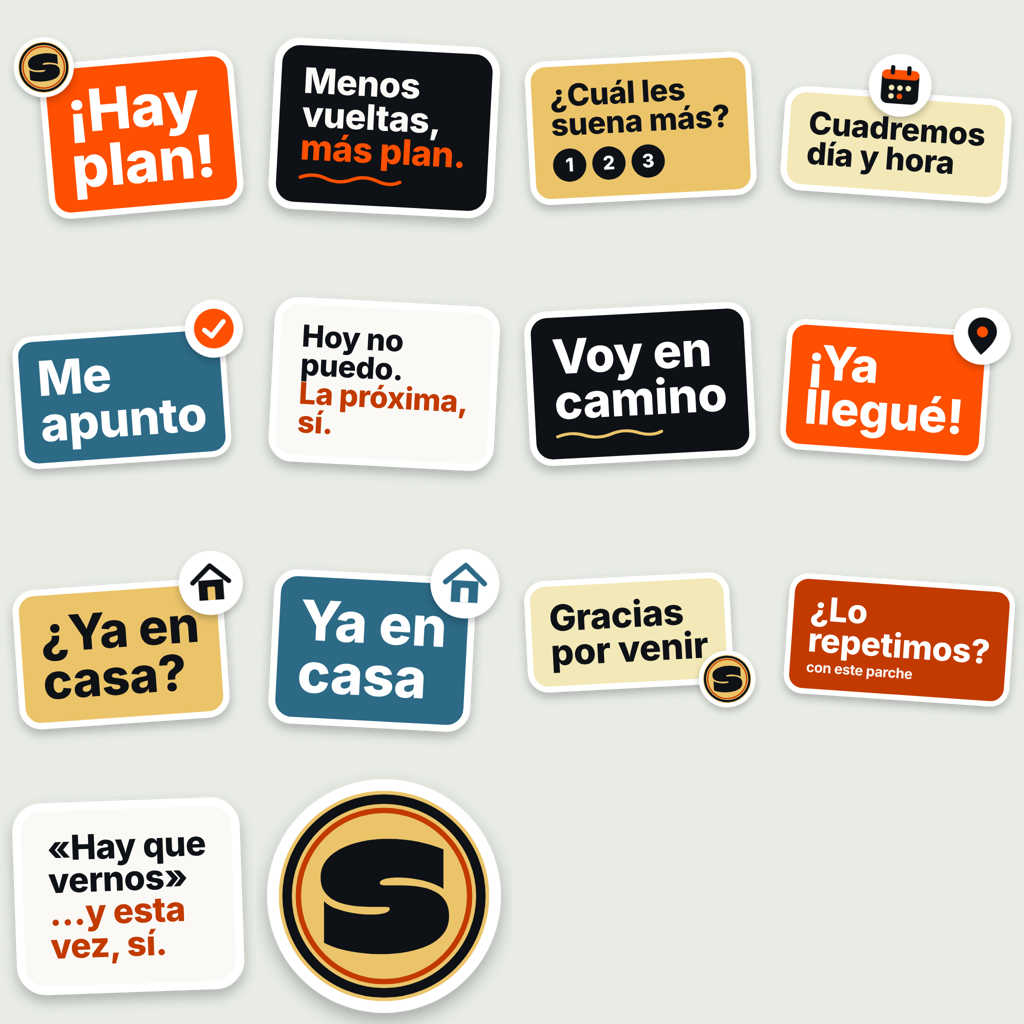 S
¡Hay
plan!
Menos
vueltas,
más plan.
¿Cuál les
suena más?
1 2 3
Cuadremos
día y hora
Me
apunto
Hoy no
puedo.
La próxima,
sí.
Voy en
camino
¡Ya
llegué!
¿Ya en
casa?
Ya en
casa
Gracias
por venir
S
¿Lo
repetimos?
con este parche
«Hay que
vernos»
...y esta
vez, sí.
S